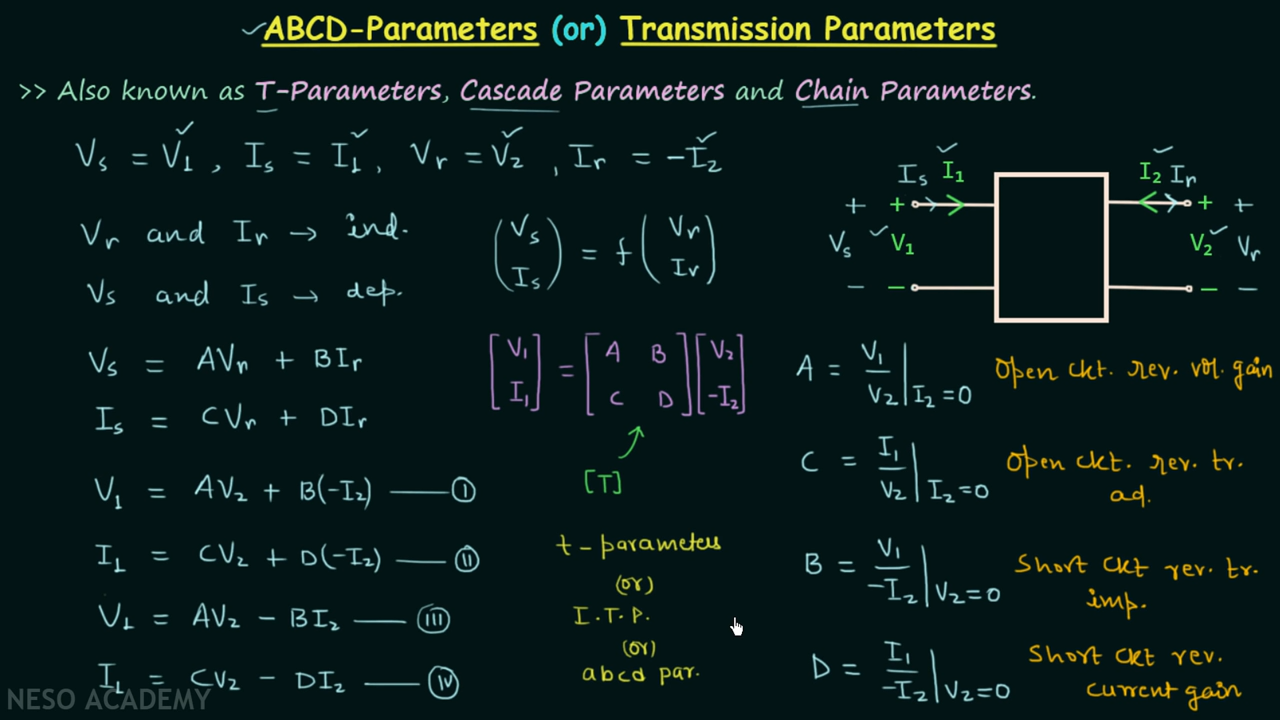 ABCD-Parameters (or) Transmission Parameters
>> Also known as T-Parameters, Cascade Parameters and Chain Parameters.
Vs = V1, Is = I1, Vr = V2, Ir = -I2
Vr and Ir → ind.
Vs and Is → dep.
(Vs Is) = f (Vr Ir)
Vs = AVr + BIr
Is = CVr + DIr
V1 = AV2 + B(-I2) —— (I)
I1 = CV2 + D(-I2) —— (II)
V1 = AV2 - BI2 —— (III)
I1 = CV2 - DI2 —— (IV)
[V1 I1] = [A B C D] [V2 -I2]
[T]
t-parameters
(or)
I.T.P.
(or)
abcd par.
Is I1 I2 Ir
+ + + +
Vs V1 V2 Vr
- - - -
A = V1/V2 | I2=0 Open ckt. rev. vol. gain
C = I1/V2 | I2=0 Open ckt. rev. tr.
ad.
B = V1/-I2 | V2=0 Short ckt rev. tr.
imp.
D = I1/-I2 | V2=0 Short ckt rev.
current gain
NESO ACADEMY